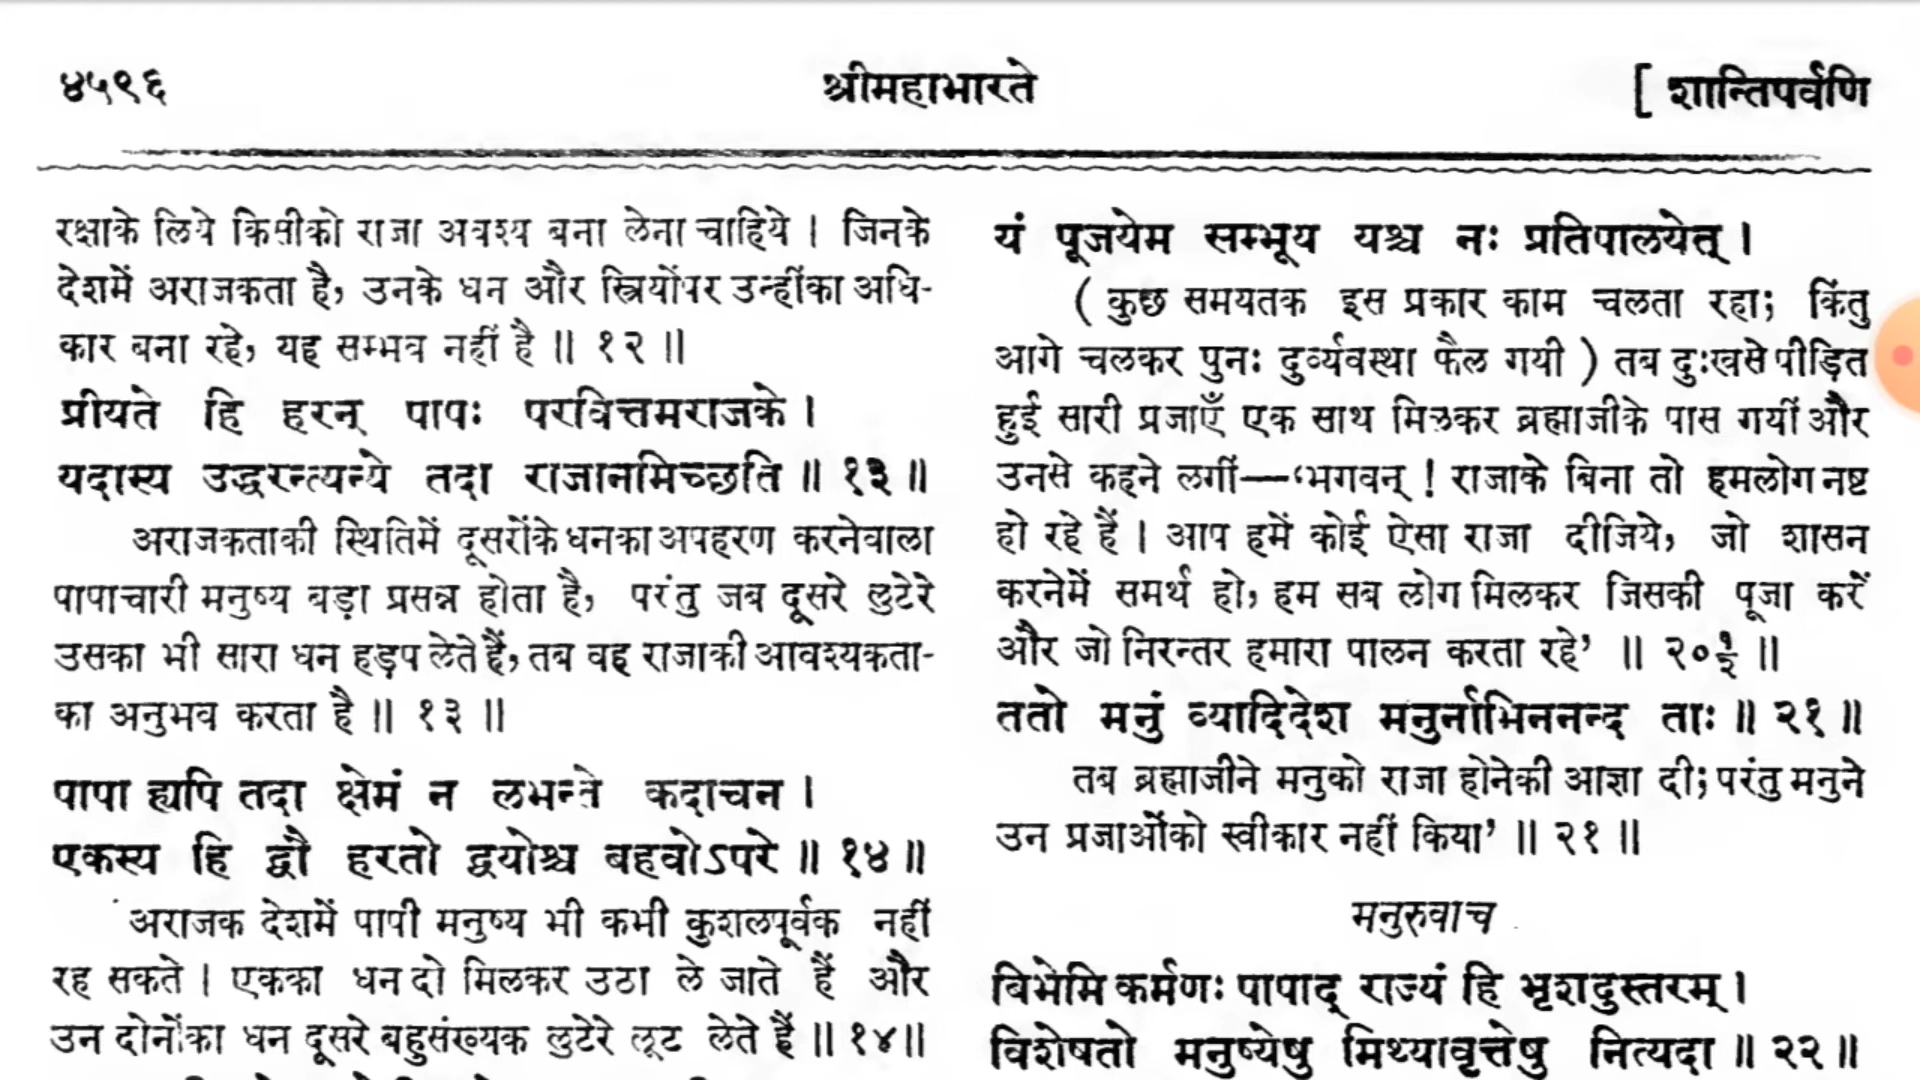 ४५९६
श्रीमहाभारते
[ शान्तिपर्वणि
रक्षाके लिये किसीको राजा अवश्य बना लेना चाहिये । जिनके
देशमें अराजकता है, उनके धन और स्त्रियोंपर उन्हींका अधि-
कार बना रहे, यह सम्भव नहीं है ॥ १२ ॥
प्रीयते हि हरन् पापः परवित्तमराजके ।
यदास्य उद्धरन्त्यन्ये तदा राजानमिच्छति ॥ १३ ॥
अराजकताकी स्थितिमें दूसरोंके धनका अपहरण करनेवाला
पापाचारी मनुष्य बड़ा प्रसन्न होता है, परंतु जब दूसरे लुटेरे
उसका भी सारा धन हड़प लेते हैं, तब वह राजाकी आवश्यकता-
का अनुभव करता है ॥ १३ ॥
पापा ह्यपि तदा क्षेमं न लभन्ते कदाचन ।
एकस्य हि द्वौ हरतो द्वयोश्च बहवोऽपरे ॥ १४ ॥
अराजक देशमें पापी मनुष्य भी कभी कुशलपूर्वक नहीं
रह सकते । एकका धन दो मिलकर उठा ले जाते हैं और
उन दोनोंका धन दूसरे बहुसंख्यक लुटेरे लूट लेते हैं ॥ १४॥
यं पूजयेम सम्भूय यश्च नः प्रतिपालयेत् ।
( कुछ समयतक इस प्रकार काम चलता रहा; किंतु
आगे चलकर पुनः दुर्व्यवस्था फैल गयी ) तब दुःखसे पीड़ित
हुई सारी प्रजाएँ एक साथ मिलकर ब्रह्माजीके पास गयीं और
उनसे कहने लगीं—‘भगवन् ! राजाके बिना तो हमलोग नष्ट
हो रहे हैं । आप हमें कोई ऐसा राजा दीजिये, जो शासन
करनेमें समर्थ हो, हम सब लोग मिलकर जिसकी पूजा करें
और जो निरन्तर हमारा पालन करता रहे’ ॥ २०½ ॥
ततो मनुं व्यादिदेश मनुर्नाभिननन्द ताः ॥ २१ ॥
तब ब्रह्माजीने मनुको राजा होनेकी आज्ञा दी; परंतु मनुने
उन प्रजाओंको स्वीकार नहीं किया’ ॥ २१ ॥
मनुरुवाच
बिभेमि कर्मणः पापाद् राज्यं हि भृशदुस्तरम् ।
विशेषतो मनुष्येषु मिथ्यावृत्तेषु नित्यदा ॥ २२ ॥